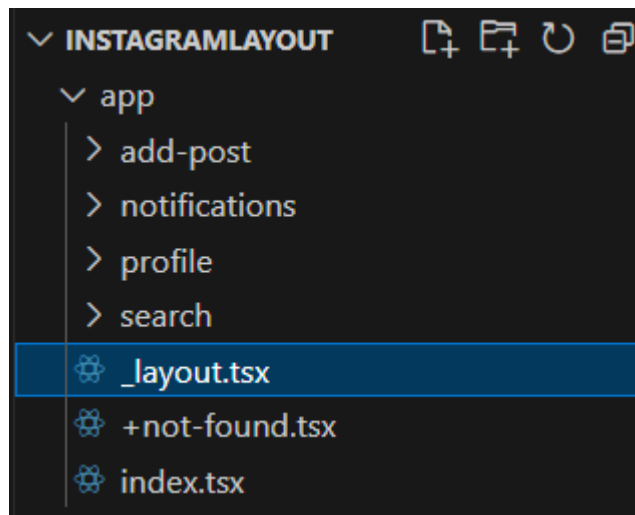 INSTAGRAMLAYOUT
app
add-post
notifications
profile
search
_layout.tsx
+not-found.tsx
index.tsx